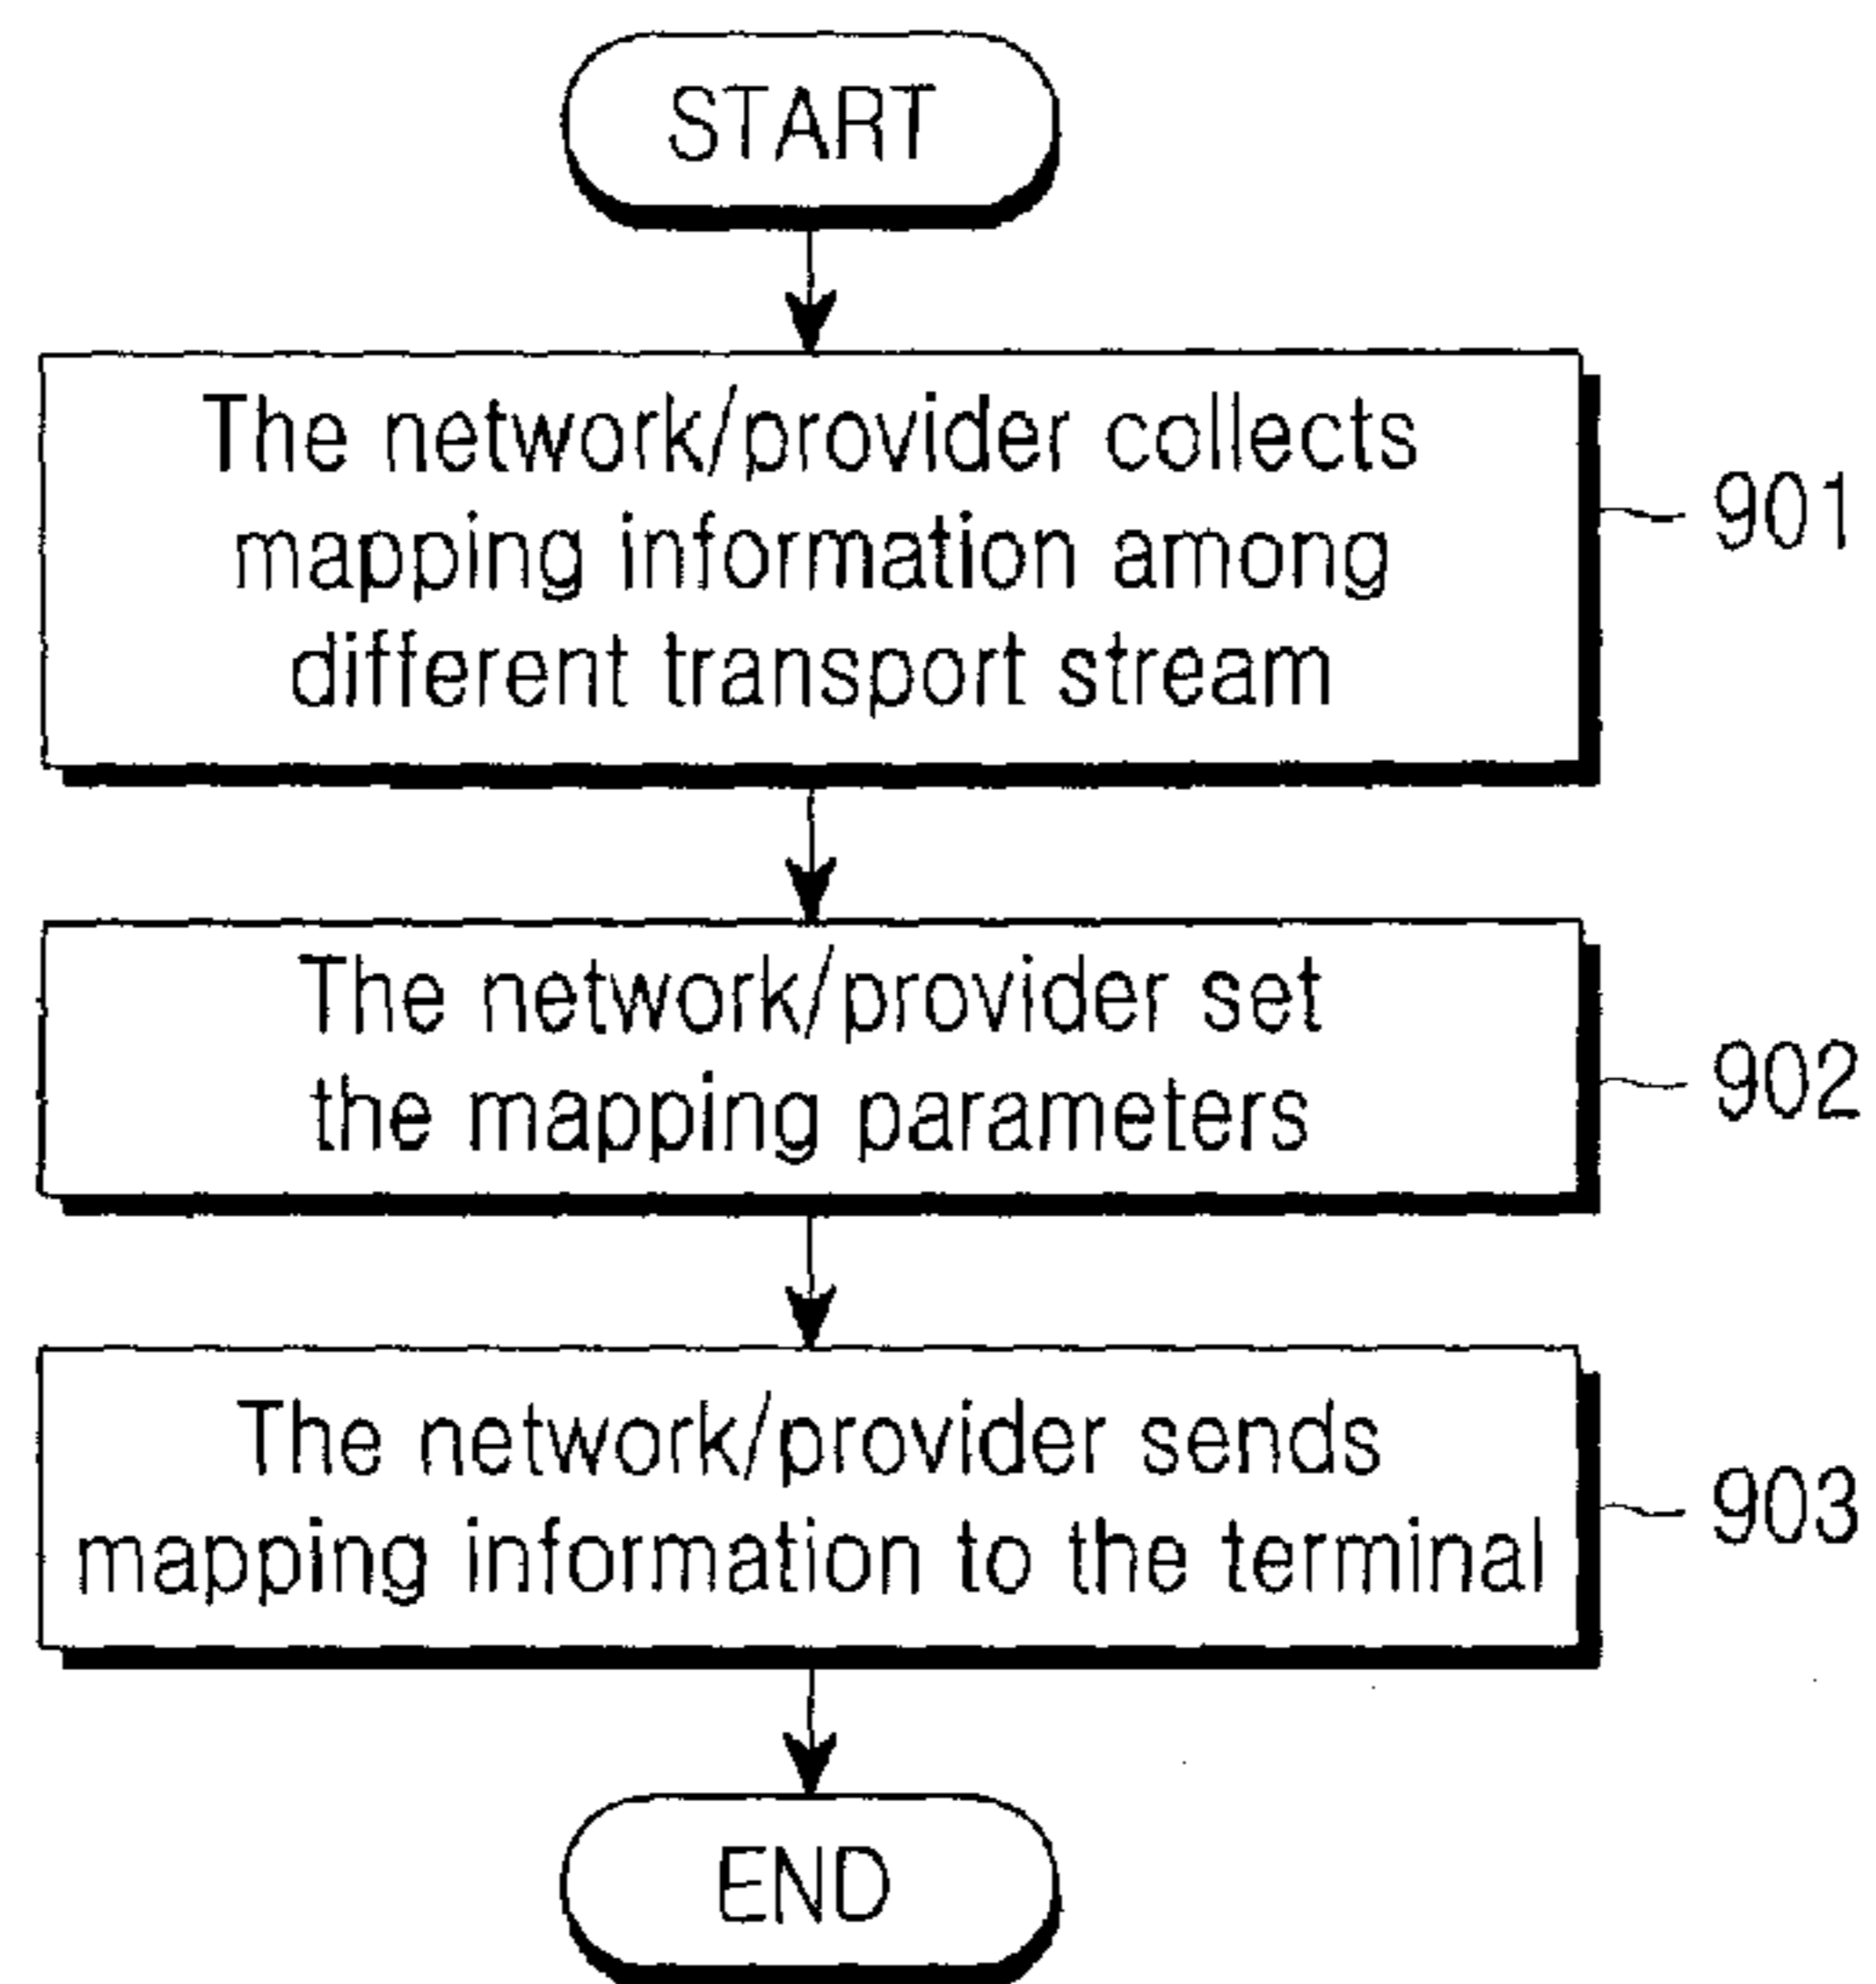 START
The network/provider collects
mapping information among
different transport stream
901
The network/provider set
the mapping parameters
902
The network/provider sends
mapping information to the terminal
903
END